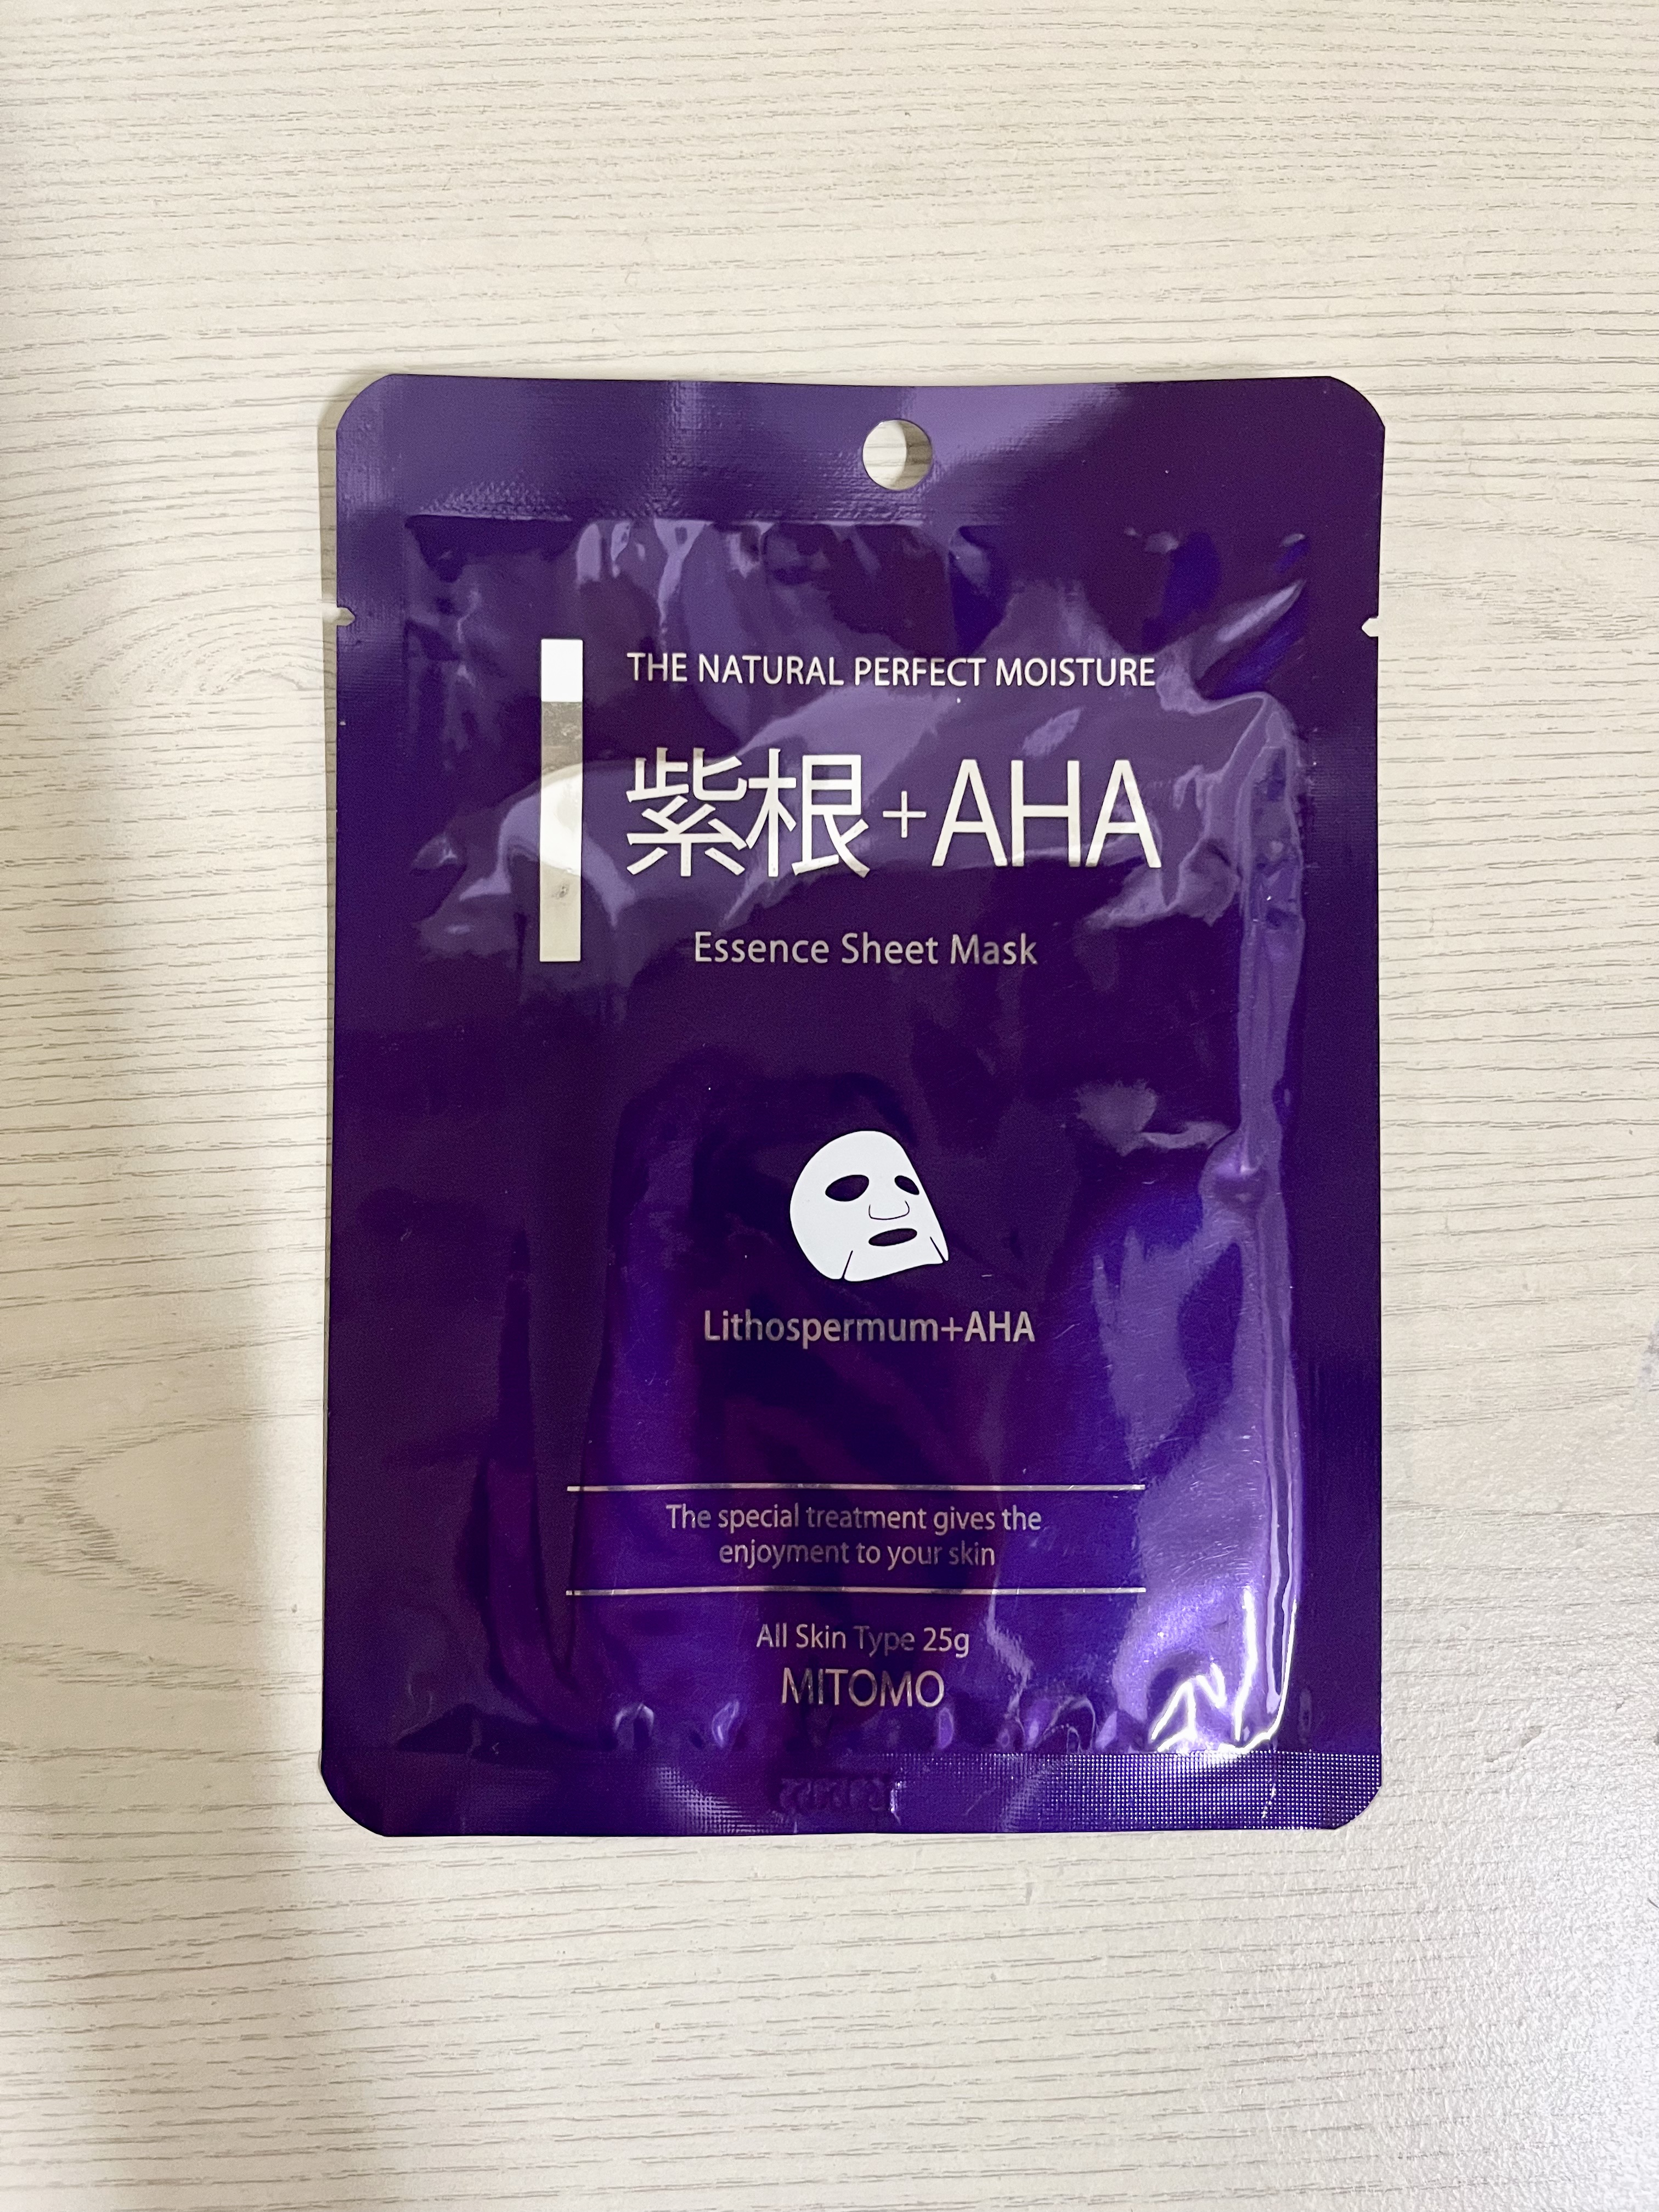 THE NATURAL PERFECT MOISTURE
紫根+AHA
Essence Sheet Mask
Lithospermum+AHA
The special treatment gives the
enjoyment to your skin
All Skin Type 25g
MITOMO